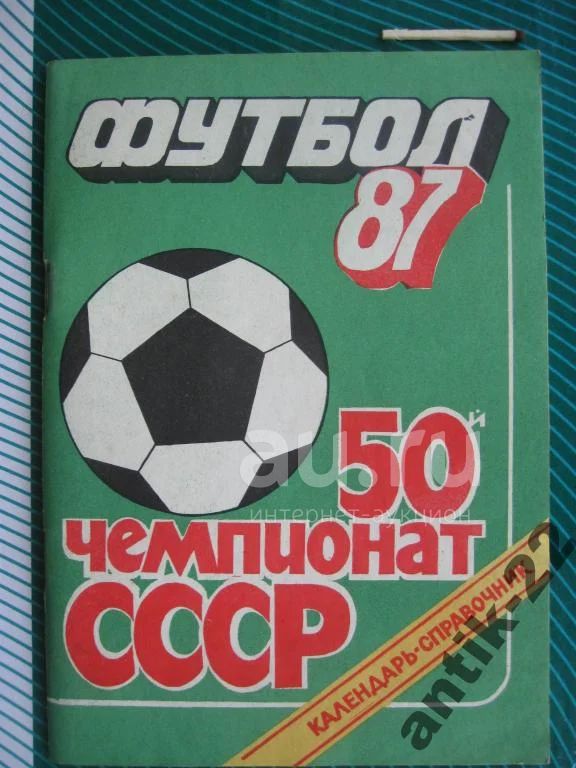 ФУТБОЛ
87
50й
чемпионат
СССР
КАЛЕНДАРЬ-СПРАВОЧНИК
au.ru
интернет-аукцион
antik-22